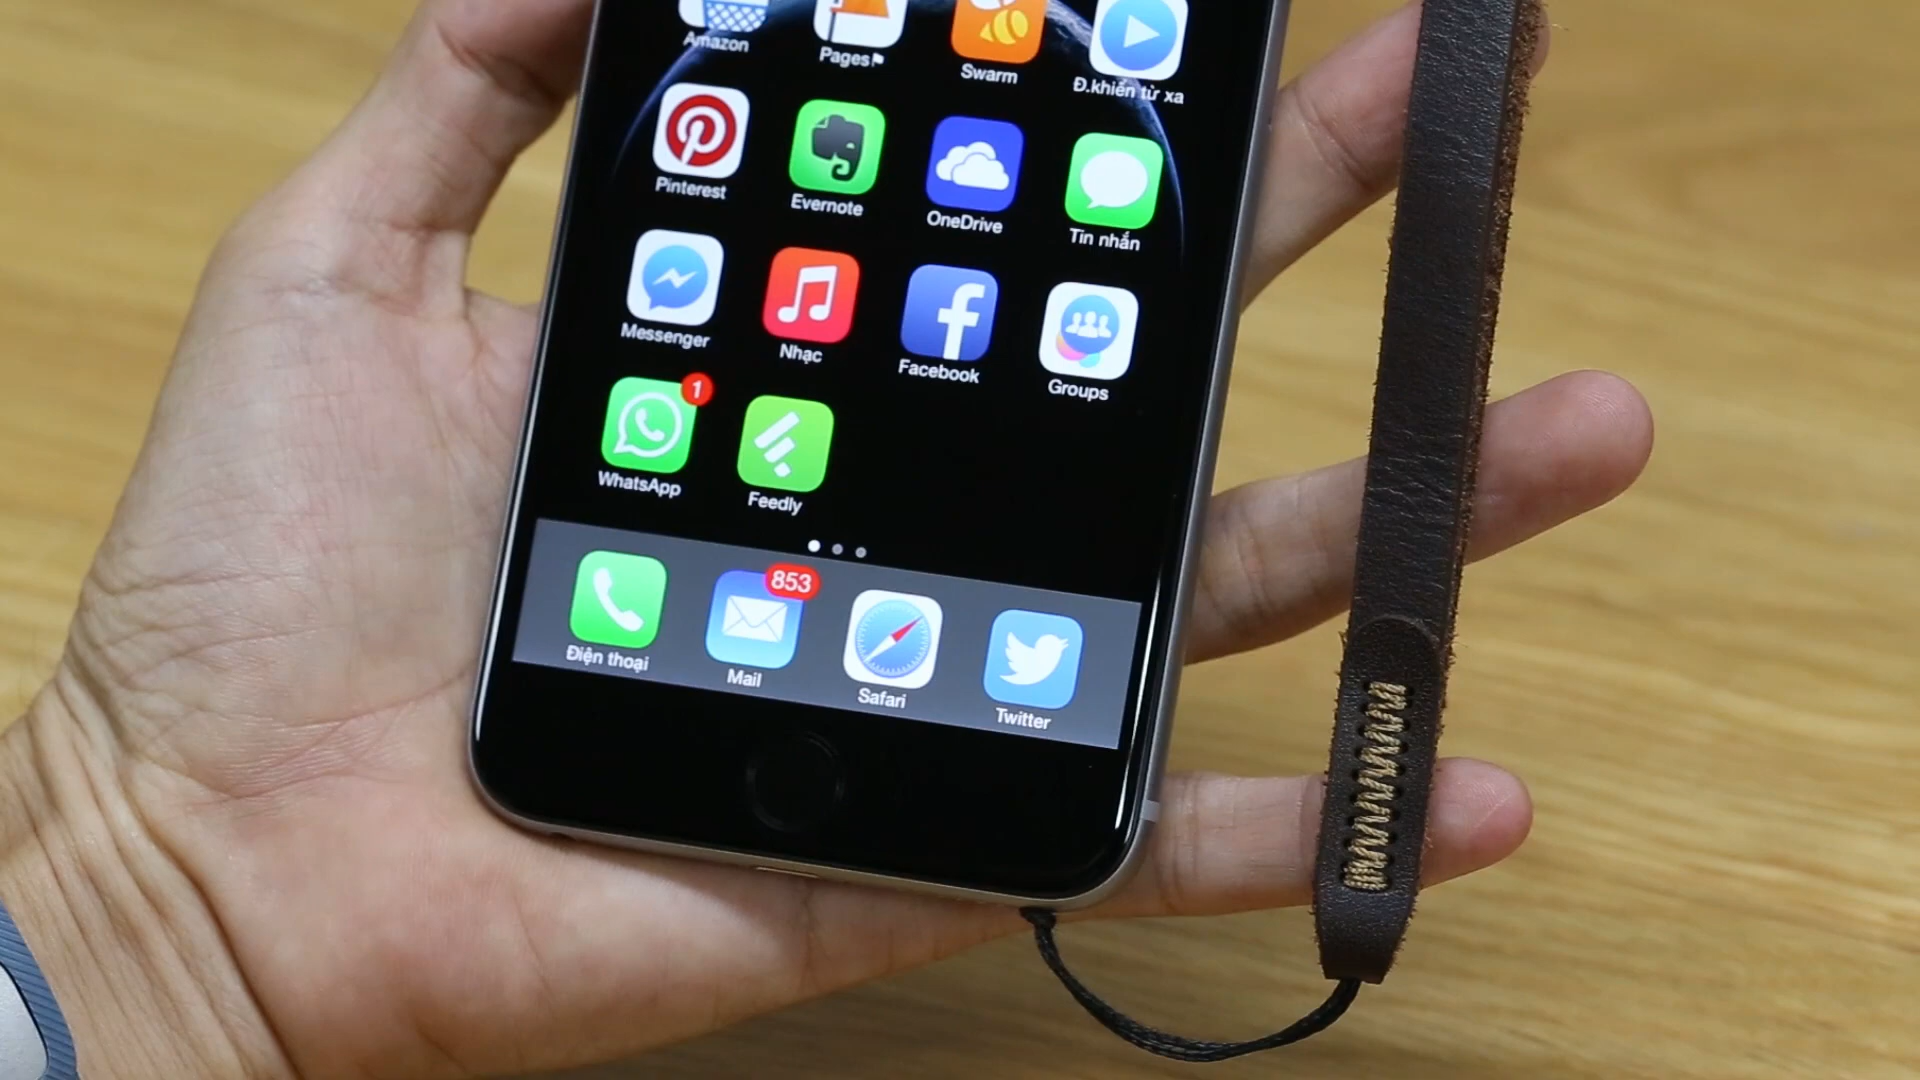 Amazon
Pages
Swarm
Đ.khiển từ xa
Pinterest
Evernote
OneDrive
Tin nhắn
Messenger
Nhạc
Facebook
Groups
1
WhatsApp
Feedly
853
Điện thoại
Mail
Safari
Twitter